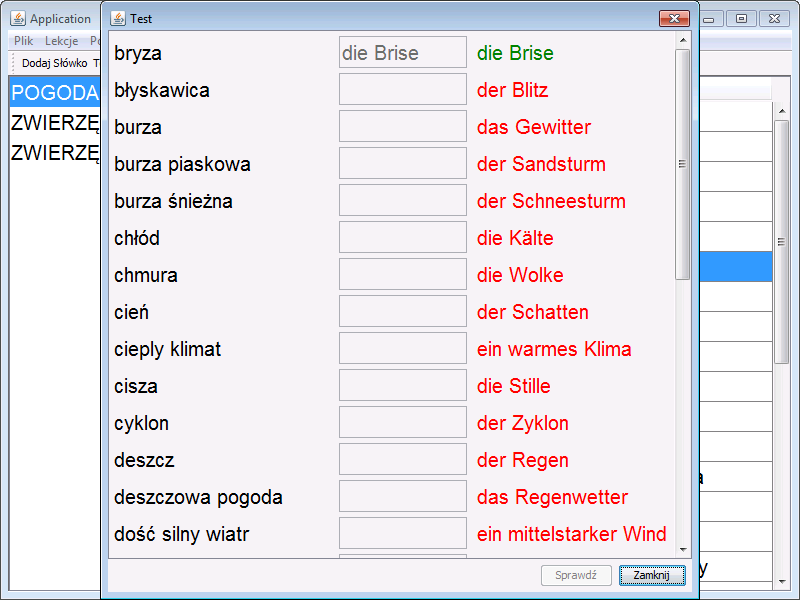 Application
Test
Plik Lekcje
Dodaj Słówko
POGODA
ZWIERZĘ
ZWIERZĘ
bryza die Brise die Brise
błyskawica der Blitz
burza das Gewitter
burza piaskowa der Sandsturm
burza śnieżna der Schneesturm
chłód die Kälte
chmura die Wolke
cień der Schatten
cieply klimat ein warmes Klima
cisza die Stille
cyklon der Zyklon
deszcz der Regen
deszczowa pogoda das Regenwetter
dość silny wiatr ein mittelstarker Wind
Sprawdź Zamknij